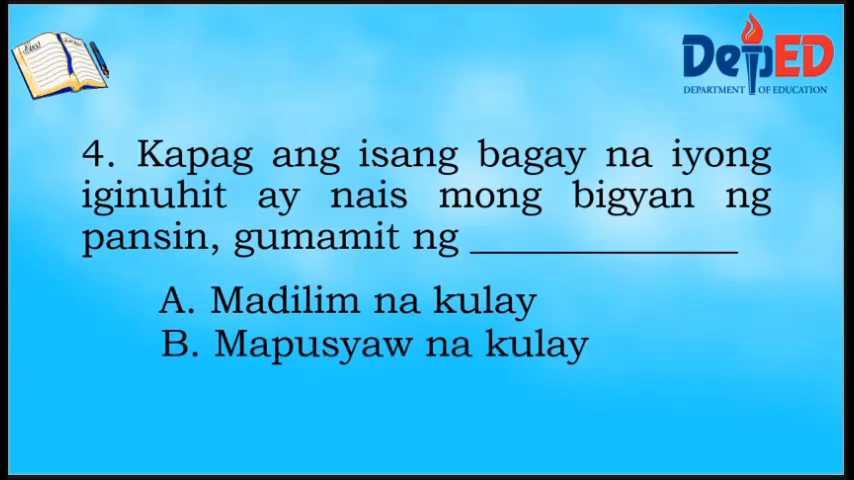 DepED
DEPARTMENT OF EDUCATION
4. Kapag ang isang bagay na iyong
iginuhit ay nais mong bigyan ng
pansin, gumamit ng _______________
A. Madilim na kulay
B. Mapusyaw na kulay